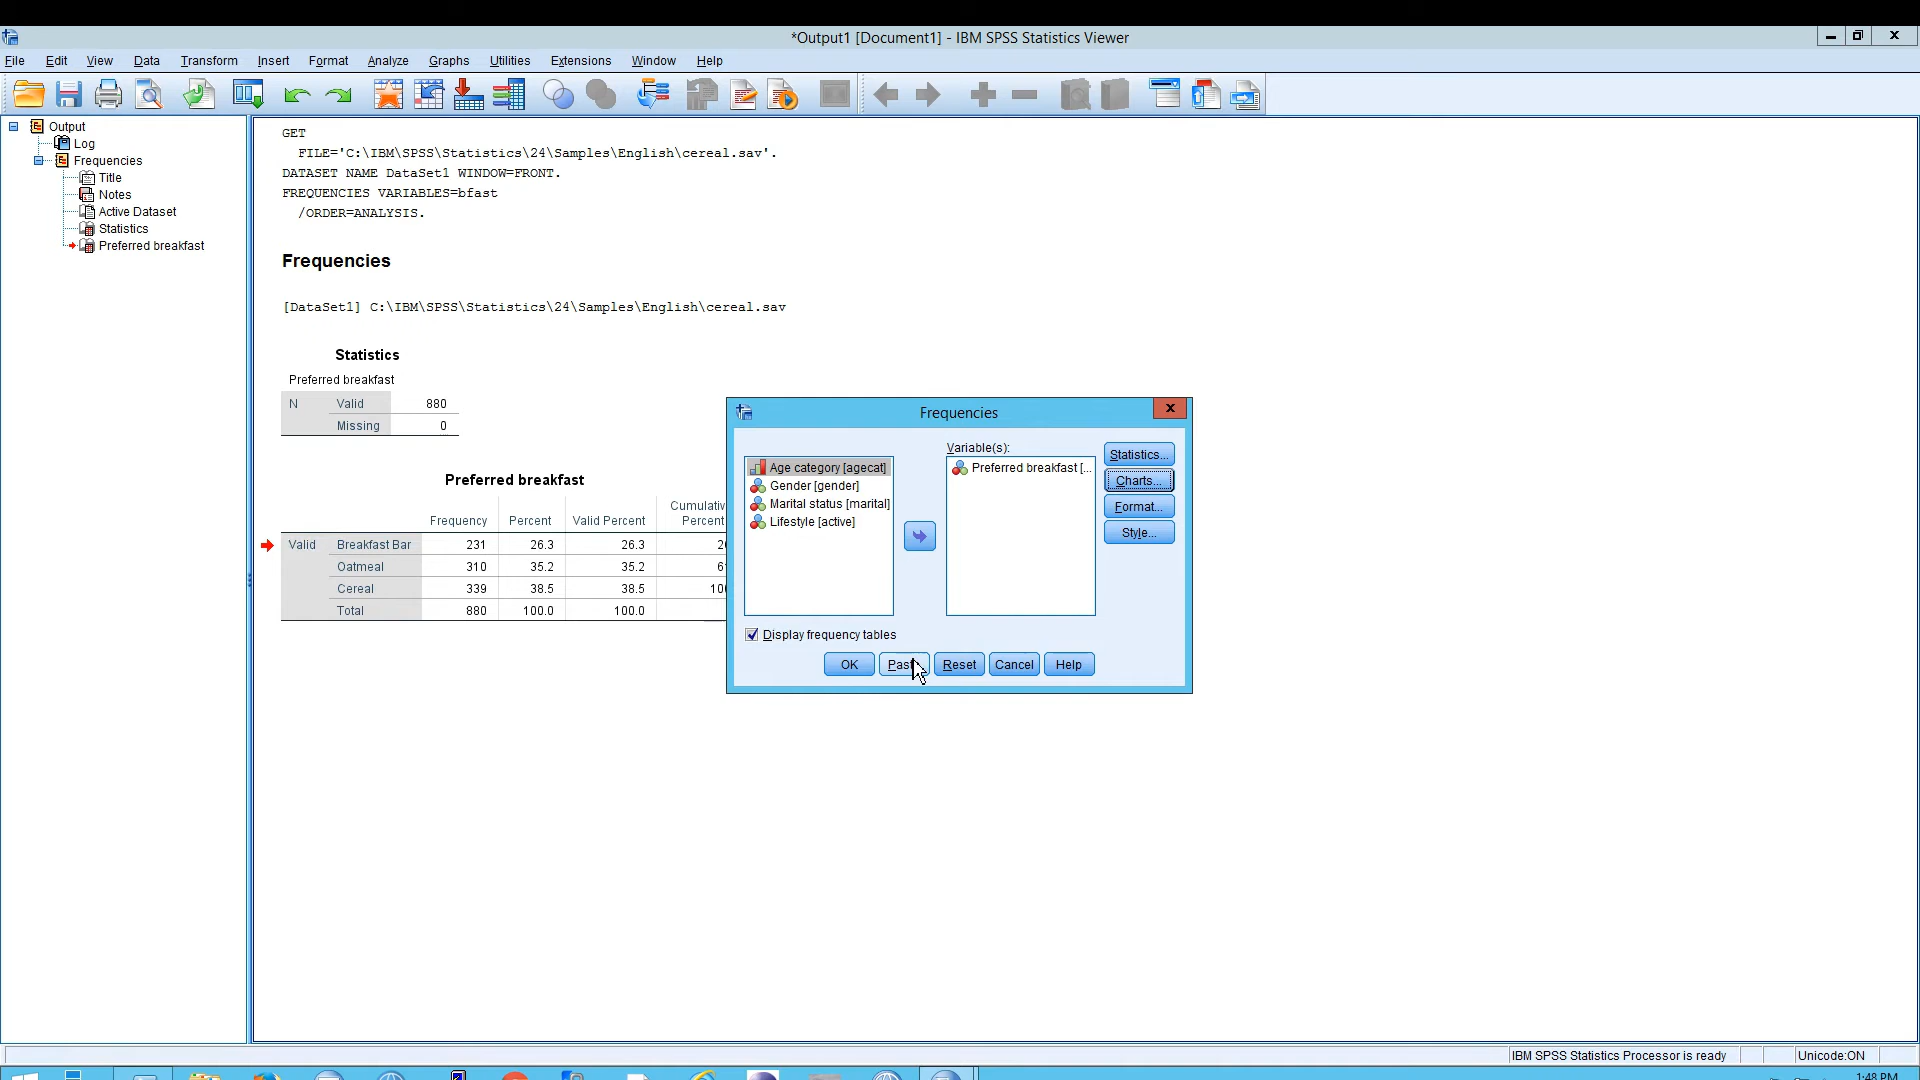 *Output1 [Document1] - IBM SPSS Statistics Viewer
File Edit View Data Transform Insert Format Analyze Graphs Utilities Extensions Window Help
Output
Log
Frequencies
Title
Notes
Active Dataset
Statistics
Preferred breakfast
GET
FILE='C:\IBM\SPSS\Statistics\24\Samples\English\cereal.sav'.
DATASET NAME DataSet1 WINDOW=FRONT.
FREQUENCIES VARIABLES=bfast
/ORDER=ANALYSIS.
Frequencies
[DataSet1] C:\IBM\SPSS\Statistics\24\Samples\English\cereal.sav
Statistics
Preferred breakfast
N Valid 880
Missing 0
Preferred breakfast
Frequency Percent Valid Percent Percent
Valid Breakfast Bar 231 26.3 26.3
Oatmeal 310 35.2 35.2
Cereal 339 38.5 38.5
Total 880 100.0 100.0
Frequencies
Age category [agecat]
Gender [gender]
Marital status [marital]
Lifestyle [active]
Variable(s):
Preferred breakfast [...
Statistics...
Charts...
Format...
Style...
Display frequency tables
OK Reset Cancel Help
IBM SPSS Statistics Processor is ready Unicode:ON
1:48 PM